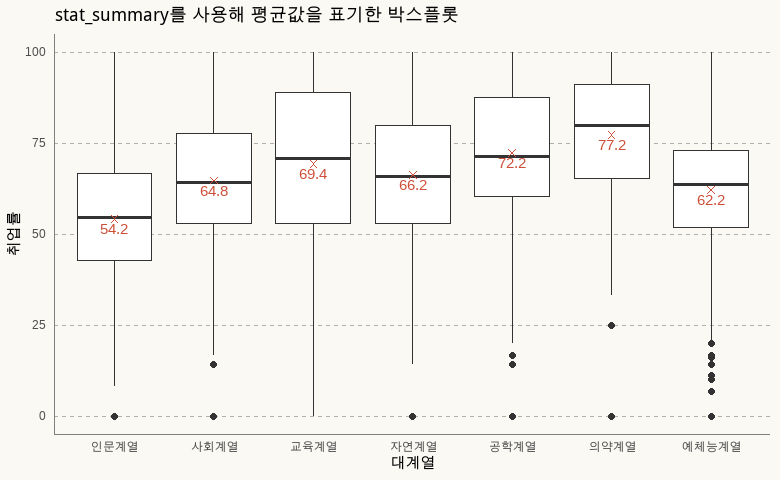 stat_summary를 사용해 평균값을 표기한 박스플롯
취업률
100
75
50
25
0
54.2
64.8
69.4
66.2
72.2
77.2
62.2
인문계열
사회계열
교육계열
자연계열
공학계열
의약계열
예체능계열
대계열